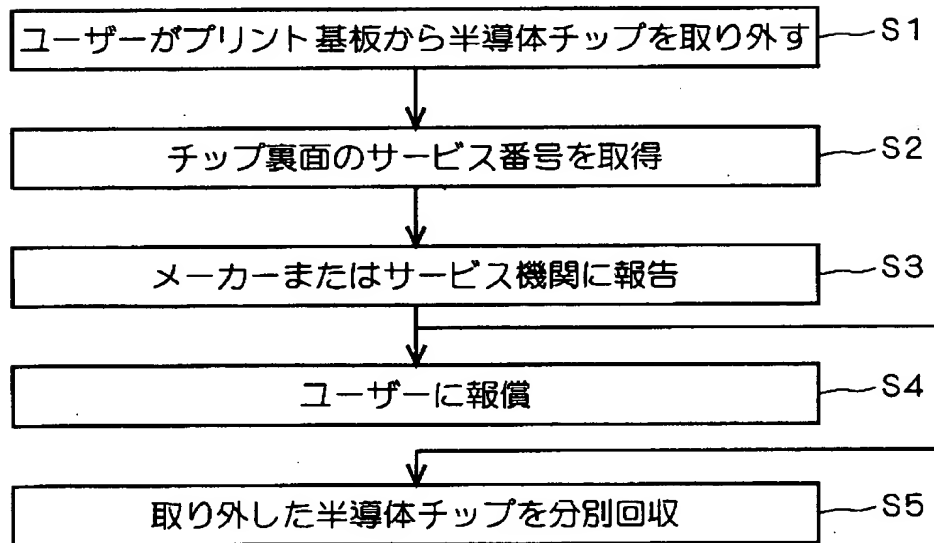 ユーザーがプリント基板から半導体チップを取り外す S1
チップ裏面のサービス番号を取得 S2
メーカーまたはサービス機関に報告 S3
ユーザーに報償 S4
取り外した半導体チップを分別回収 S5